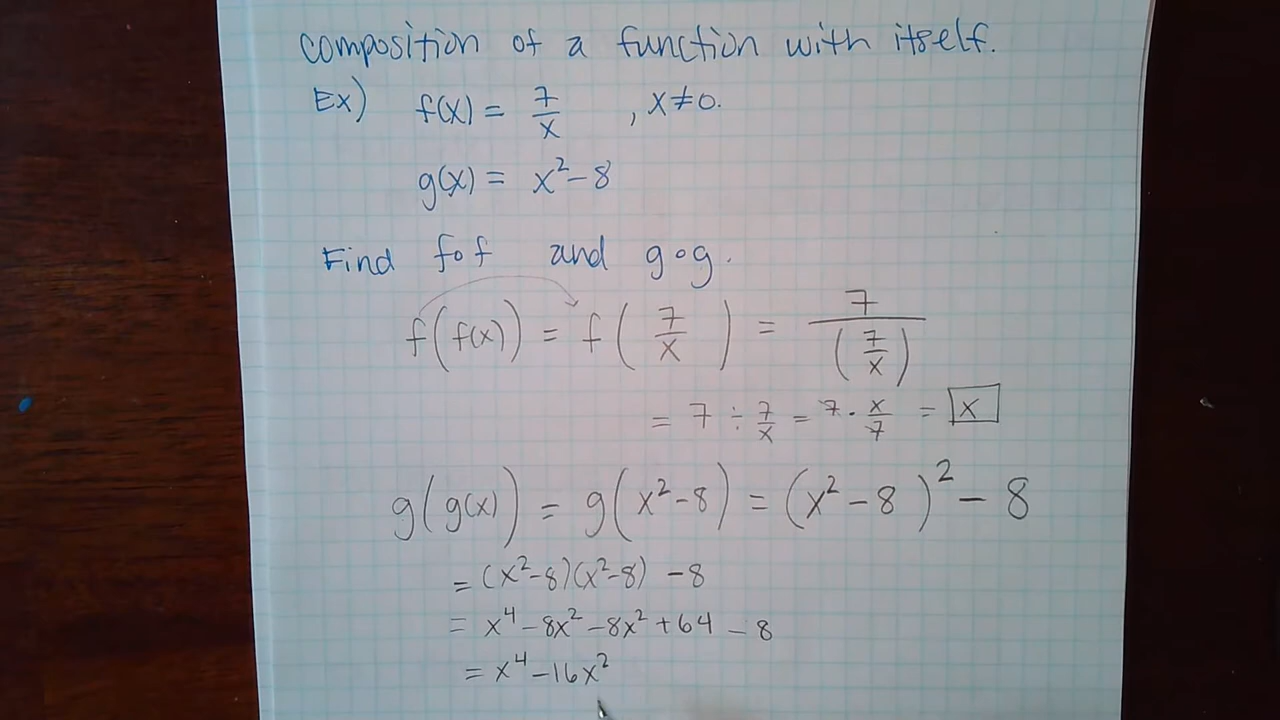 composition of a function with itself.
Ex) f(x) = 7/x , x≠0.
g(x) = x²-8
Find f∘f and g∘g.
f(f(x)) = f(7/x) = 7/(7/x)
= 7 ÷ 7/x = 7 · x/7 = x
g(g(x)) = g(x²-8) = (x²-8)² - 8
= (x²-8)(x²-8) -8
= x⁴ -8x² -8x² +64 -8
= x⁴ -16x²